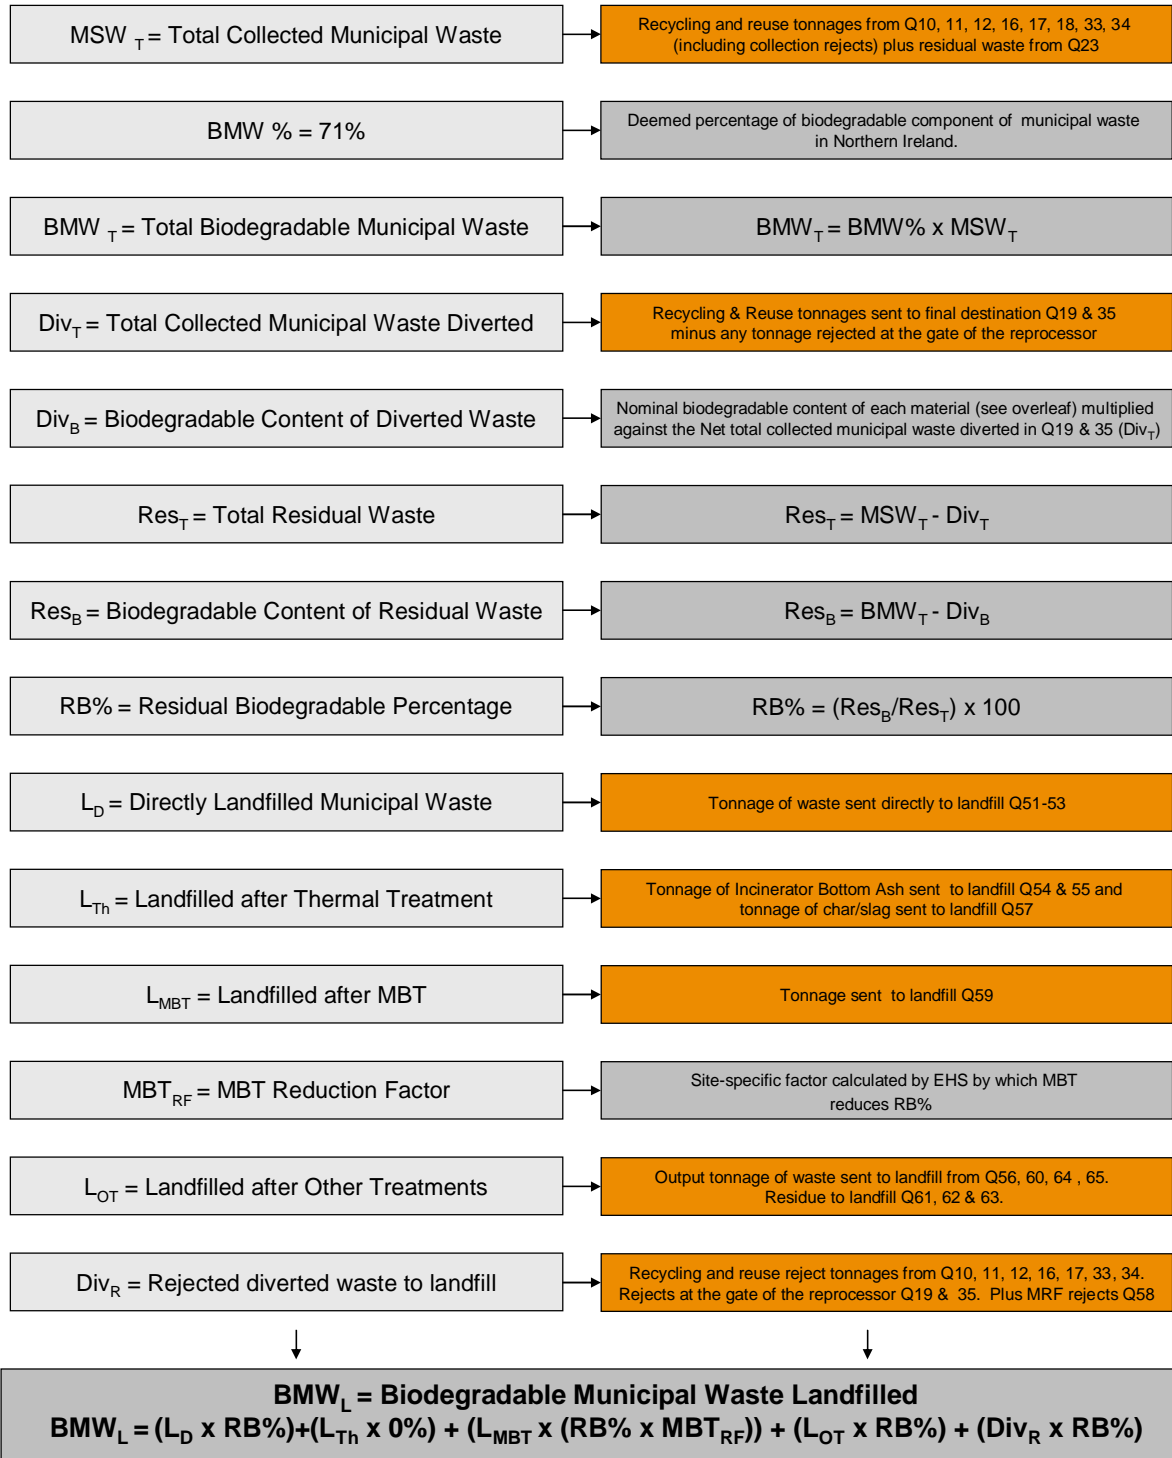 MSW T = Total Collected Municipal Waste
Recycling and reuse tonnages from Q10, 11, 12, 16, 17, 18, 33, 34
(including collection rejects) plus residual waste from Q23
BMW % = 71%
Deemed percentage of biodegradable component of municipal waste
in Northern Ireland.
BMW T = Total Biodegradable Municipal Waste
BMWT = BMW% x MSWT
DivT = Total Collected Municipal Waste Diverted
Recycling & Reuse tonnages sent to final destination Q19 & 35
minus any tonnage rejected at the gate of the reprocessor
DivB = Biodegradable Content of Diverted Waste
Nominal biodegradable content of each material (see overleaf) multiplied
against the Net total collected municipal waste diverted in Q19 & 35 (DivT)
ResT = Total Residual Waste
ResT = MSWT - DivT
ResB = Biodegradable Content of Residual Waste
ResB = BMWT - DivB
RB% = Residual Biodegradable Percentage
RB% = (ResB/ResT) x 100
LD = Directly Landfilled Municipal Waste
Tonnage of waste sent directly to landfill Q51-53
LTh = Landfilled after Thermal Treatment
Tonnage of Incinerator Bottom Ash sent to landfill Q54 & 55 and
tonnage of char/slag sent to landfill Q57
LMBT = Landfilled after MBT
Tonnage sent to landfill Q59
MBTRF = MBT Reduction Factor
Site-specific factor calculated by EHS by which MBT
reduces RB%
LOT = Landfilled after Other Treatments
Output tonnage of waste sent to landfill from Q56, 60, 64 , 65.
Residue to landfill Q61, 62 & 63.
DivR = Rejected diverted waste to landfill
Recycling and reuse reject tonnages from Q10, 11, 12, 16, 17, 33, 34.
Rejects at the gate of the reprocessor Q19 & 35. Plus MRF rejects Q58
BMWL = Biodegradable Municipal Waste Landfilled
BMWL = (LD x RB%)+(LTh x 0%) + (LMBT x (RB% x MBTRF)) + (LOT x RB%) + (DivR x RB%)